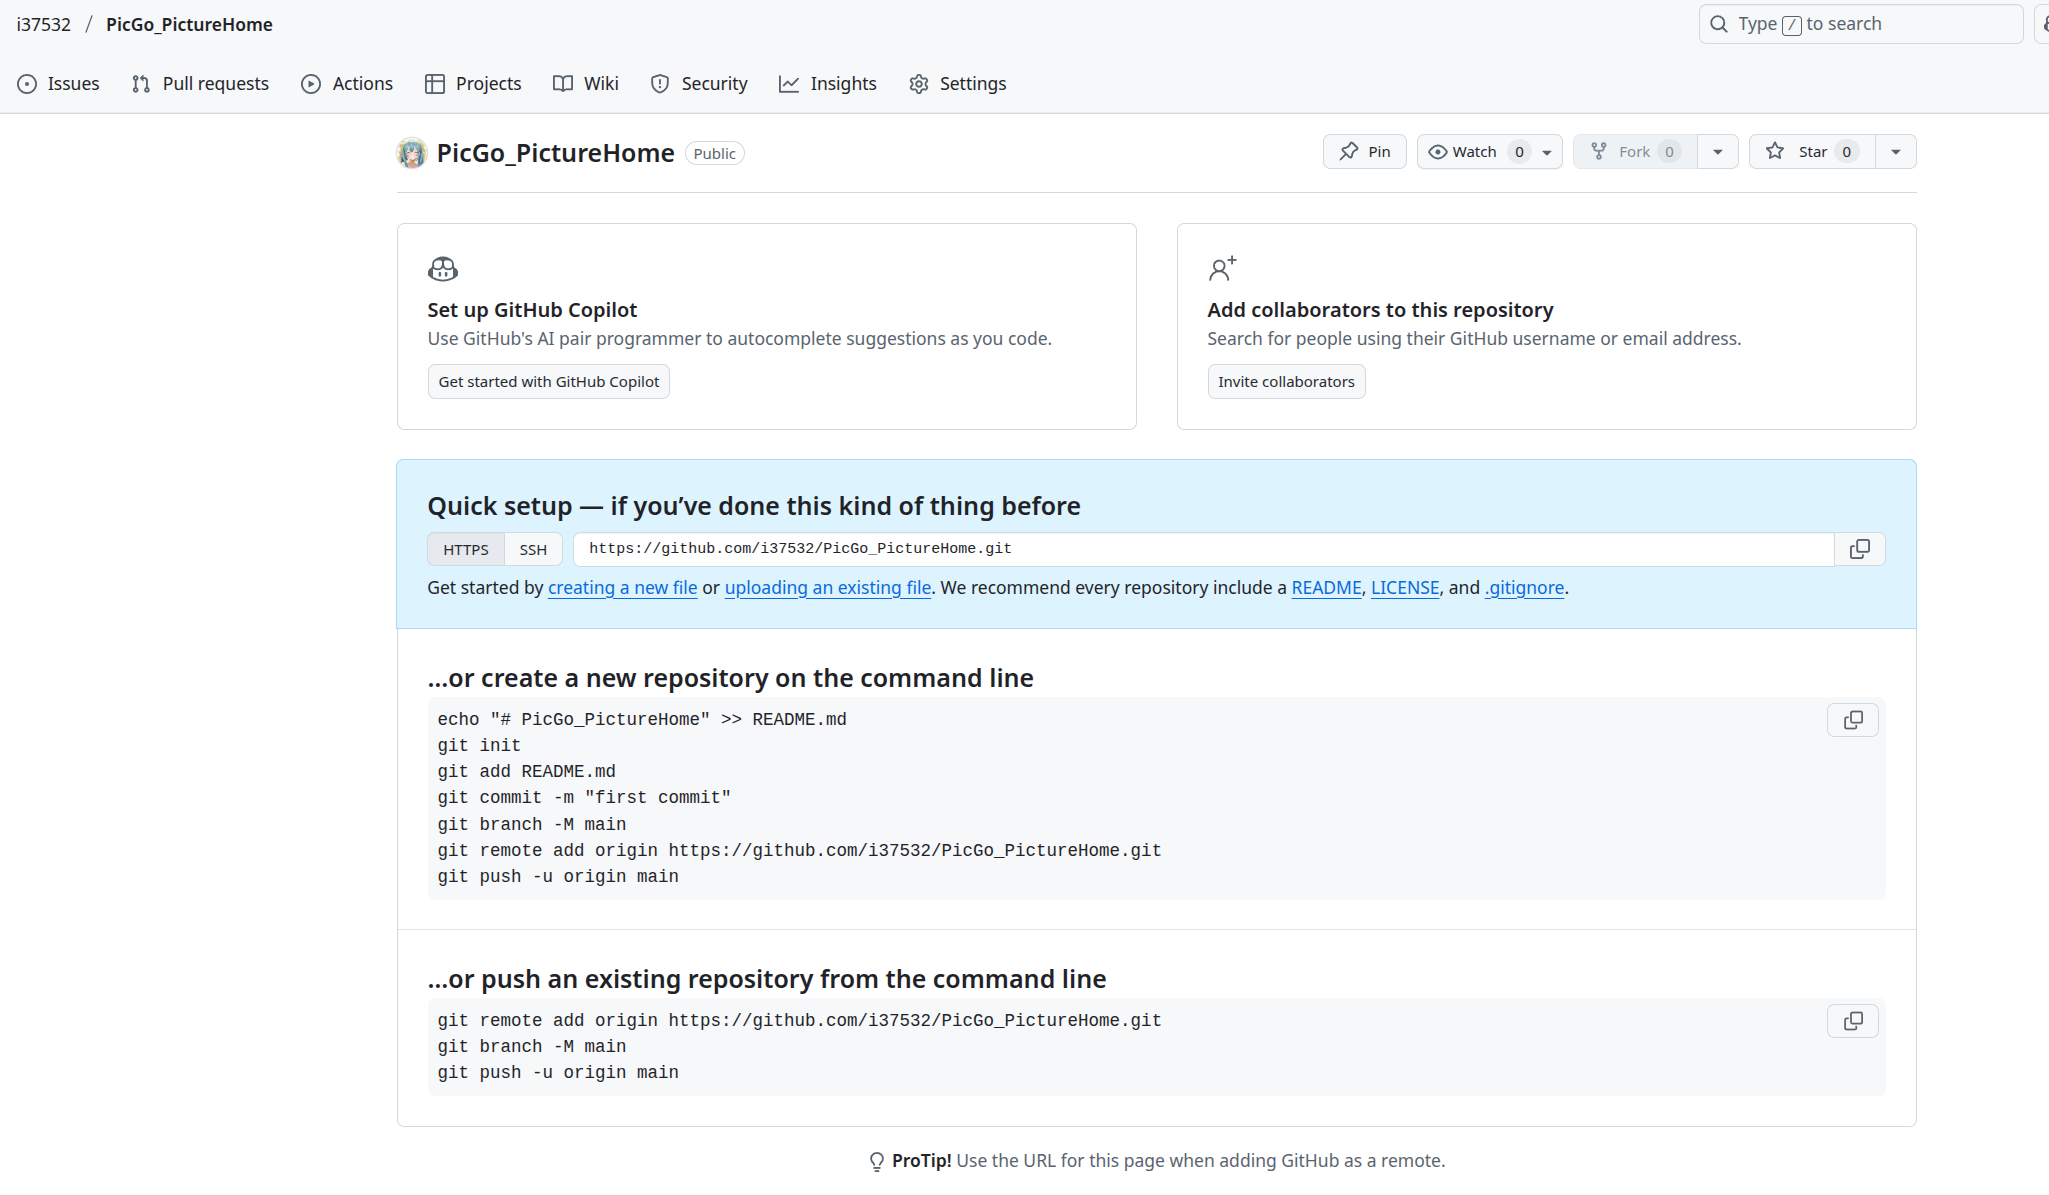 i37532 / PicGo_PictureHome
Type / to search
Issues Pull requests Actions Projects Wiki Security Insights Settings
PicGo_PictureHome Public
Pin Watch 0 Fork 0 Star 0
Set up GitHub Copilot
Use GitHub's AI pair programmer to autocomplete suggestions as you code.
Get started with GitHub Copilot
Add collaborators to this repository
Search for people using their GitHub username or email address.
Invite collaborators
Quick setup — if you’ve done this kind of thing before
HTTPS SSH https://github.com/i37532/PicGo_PictureHome.git
Get started by creating a new file or uploading an existing file. We recommend every repository include a README, LICENSE, and .gitignore.
…or create a new repository on the command line
echo "# PicGo_PictureHome" >> README.md
git init
git add README.md
git commit -m "first commit"
git branch -M main
git remote add origin https://github.com/i37532/PicGo_PictureHome.git
git push -u origin main
…or push an existing repository from the command line
git remote add origin https://github.com/i37532/PicGo_PictureHome.git
git branch -M main
git push -u origin main
ProTip! Use the URL for this page when adding GitHub as a remote.